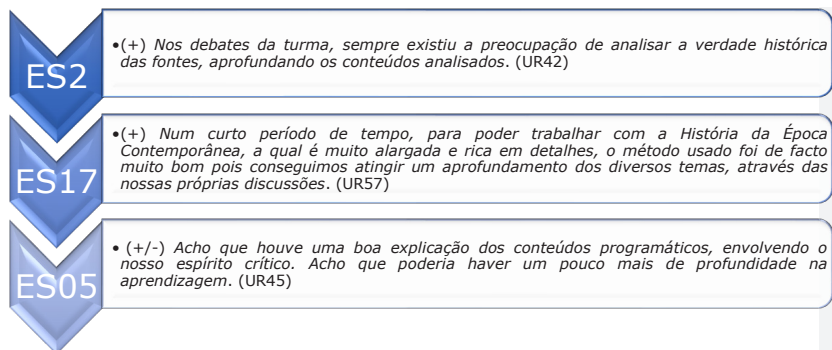 ES2
•(+) Nos debates da turma, sempre existiu a preocupação de analisar a verdade histórica
das fontes, aprofundando os conteúdos analisados. (UR42)
ES17
•(+) Num curto período de tempo, para poder trabalhar com a História da Época
Contemporânea, a qual é muito alargada e rica em detalhes, o método usado foi de facto
muito bom pois conseguimos atingir um aprofundamento dos diversos temas, através das
nossas próprias discussões. (UR57)
ES05
• (+/-) Acho que houve uma boa explicação dos conteúdos programáticos, envolvendo o
nosso espírito crítico. Acho que poderia haver um pouco mais de profundidade na
aprendizagem. (UR45)